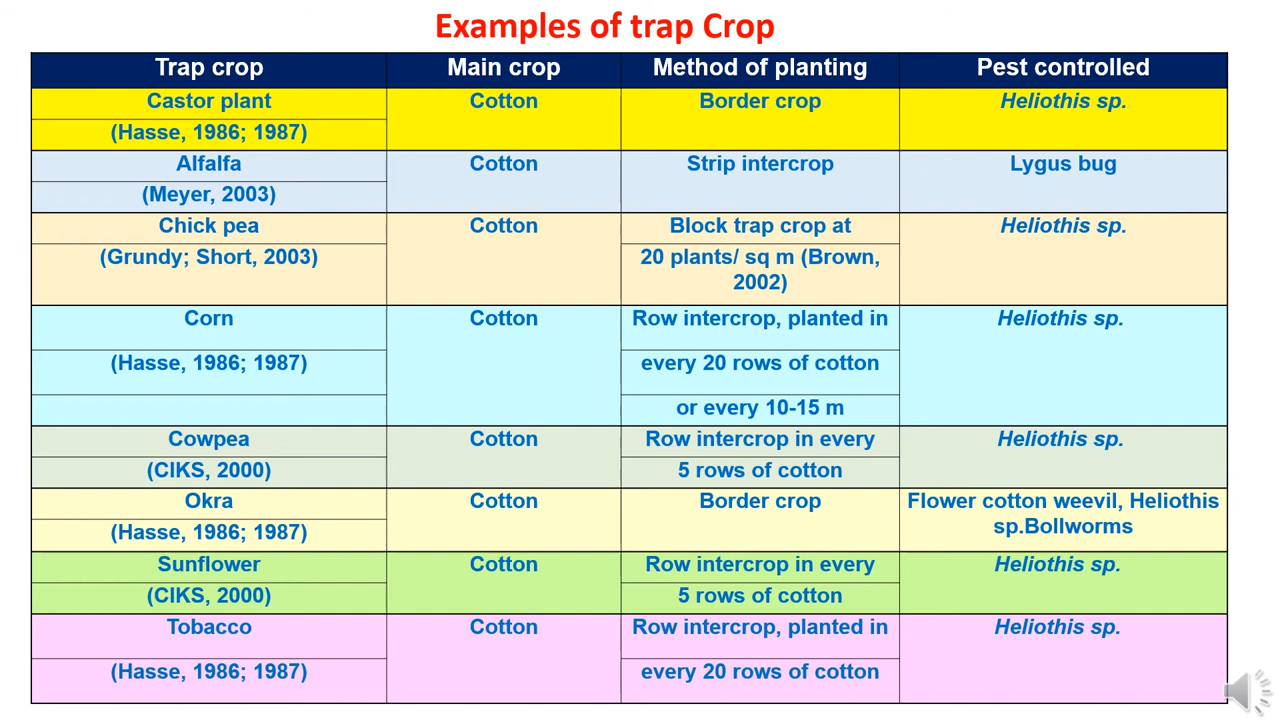 Examples of trap Crop
Trap crop Main crop Method of planting Pest controlled
Castor plant Cotton Border crop Heliothis sp.
(Hasse, 1986; 1987)
Alfalfa Cotton Strip intercrop Lygus bug
(Meyer, 2003)
Chick pea Cotton Block trap crop at Heliothis sp.
(Grundy; Short, 2003) 20 plants/ sq m (Brown,
2002)
Corn Cotton Row intercrop, planted in Heliothis sp.
(Hasse, 1986; 1987) every 20 rows of cotton
or every 10-15 m
Cowpea Cotton Row intercrop in every Heliothis sp.
(CIKS, 2000) 5 rows of cotton
Okra Cotton Border crop Flower cotton weevil, Heliothis
(Hasse, 1986; 1987) sp.Bollworms
Sunflower Cotton Row intercrop in every Heliothis sp.
(CIKS, 2000) 5 rows of cotton
Tobacco Cotton Row intercrop, planted in Heliothis sp.
(Hasse, 1986; 1987) every 20 rows of cotton